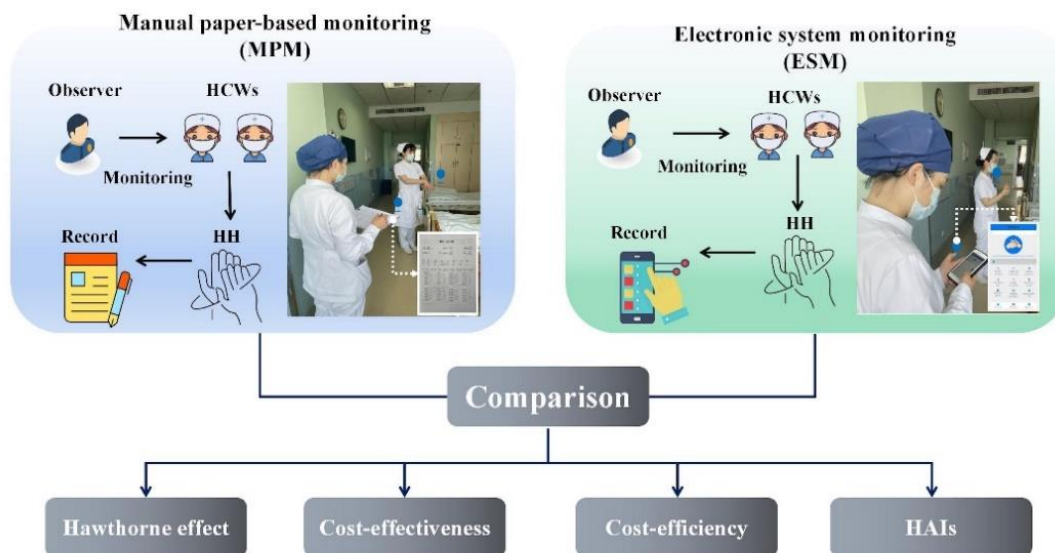 Manual paper-based monitoring
(MPM)
Observer
HCWs
Monitoring
Record
HH
Electronic system monitoring
(ESM)
Observer
HCWs
Monitoring
Record
HH
Comparison
Hawthorne effect
Cost-effectiveness
Cost-efficiency
HAIs